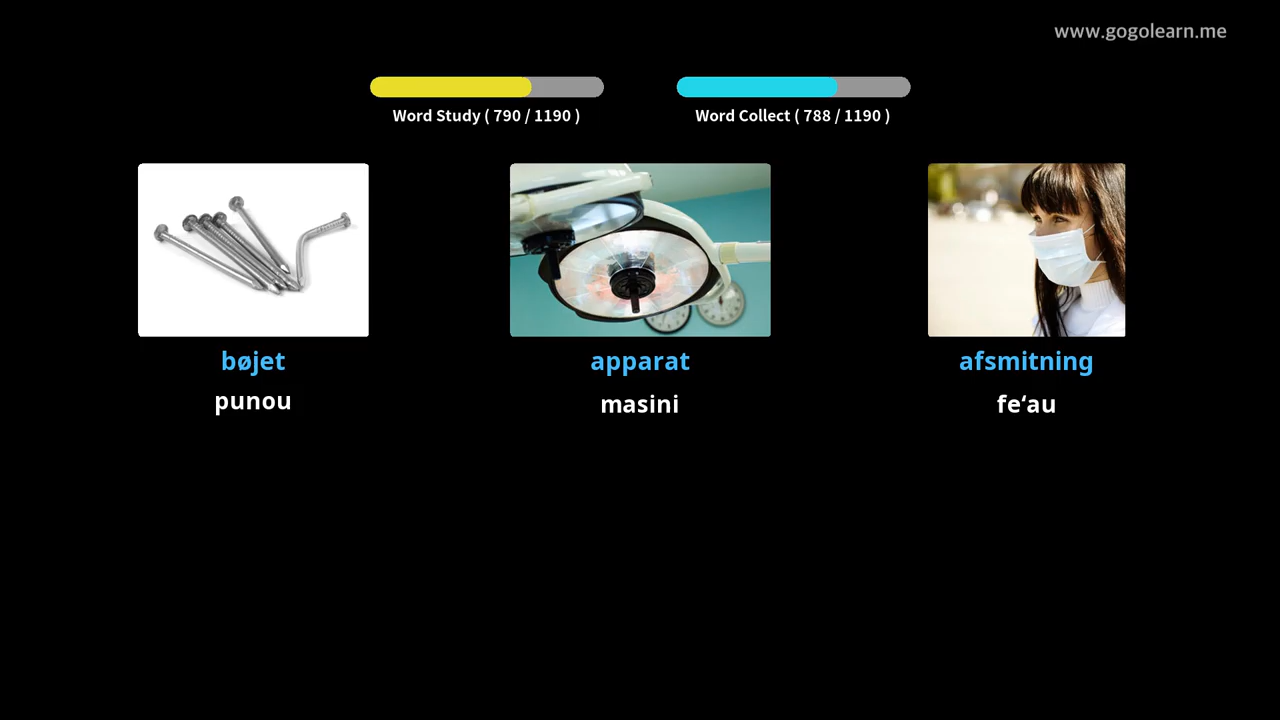 www.gogolearn.me
Word Study ( 790 / 1190 )
Word Collect ( 788 / 1190 )
bøjet
apparat
afsmitning
punou
masini
fe‘au